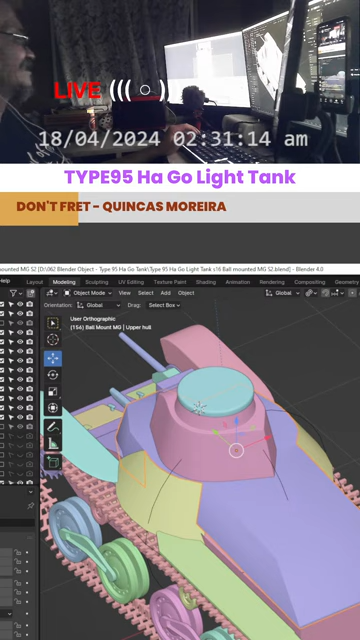 LIVE ((( ○ ))
18/04/2024 02:31:14 am
TYPE95 Ha Go Light Tank
DON'T FRET - QUINCAS MOREIRA
mounted MG S2 [D:\062 Blender Object - Type 95 Ha Go Tank\Type 95 Ha Go Light Tank s16 Ball mounted MG S2.blend] - Blender 4.0
Layout Modeling Sculpting UV Editing Texture Paint Shading Animation Rendering Compositing Geometry
Object Mode View Select Add Object Global
Orientation: Global Drag: Select Box
User Orthographic
(154) Ball Mount MG | Upper hull